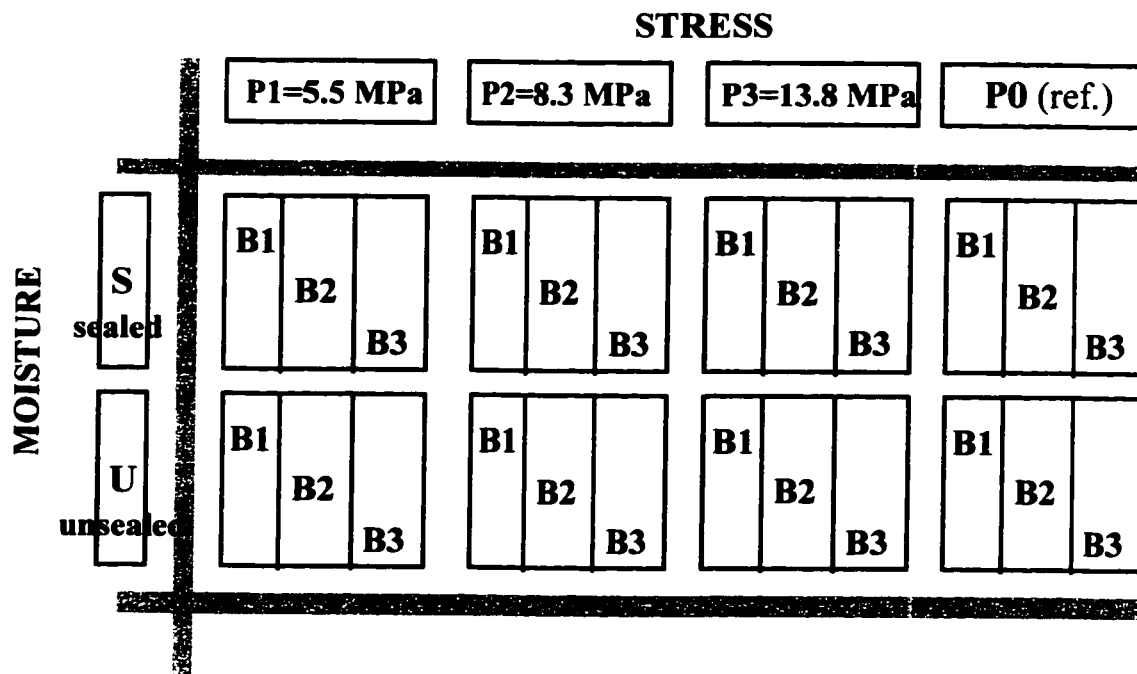 STRESS
P1=5.5 MPa P2=8.3 MPa P3=13.8 MPa P0 (ref.)
MOISTURE
S
sealed
B1 B2 B3 B1 B2 B3 B1 B2 B3 B1 B2 B3
U
unsealed
B1 B2 B3 B1 B2 B3 B1 B2 B3 B1 B2 B3